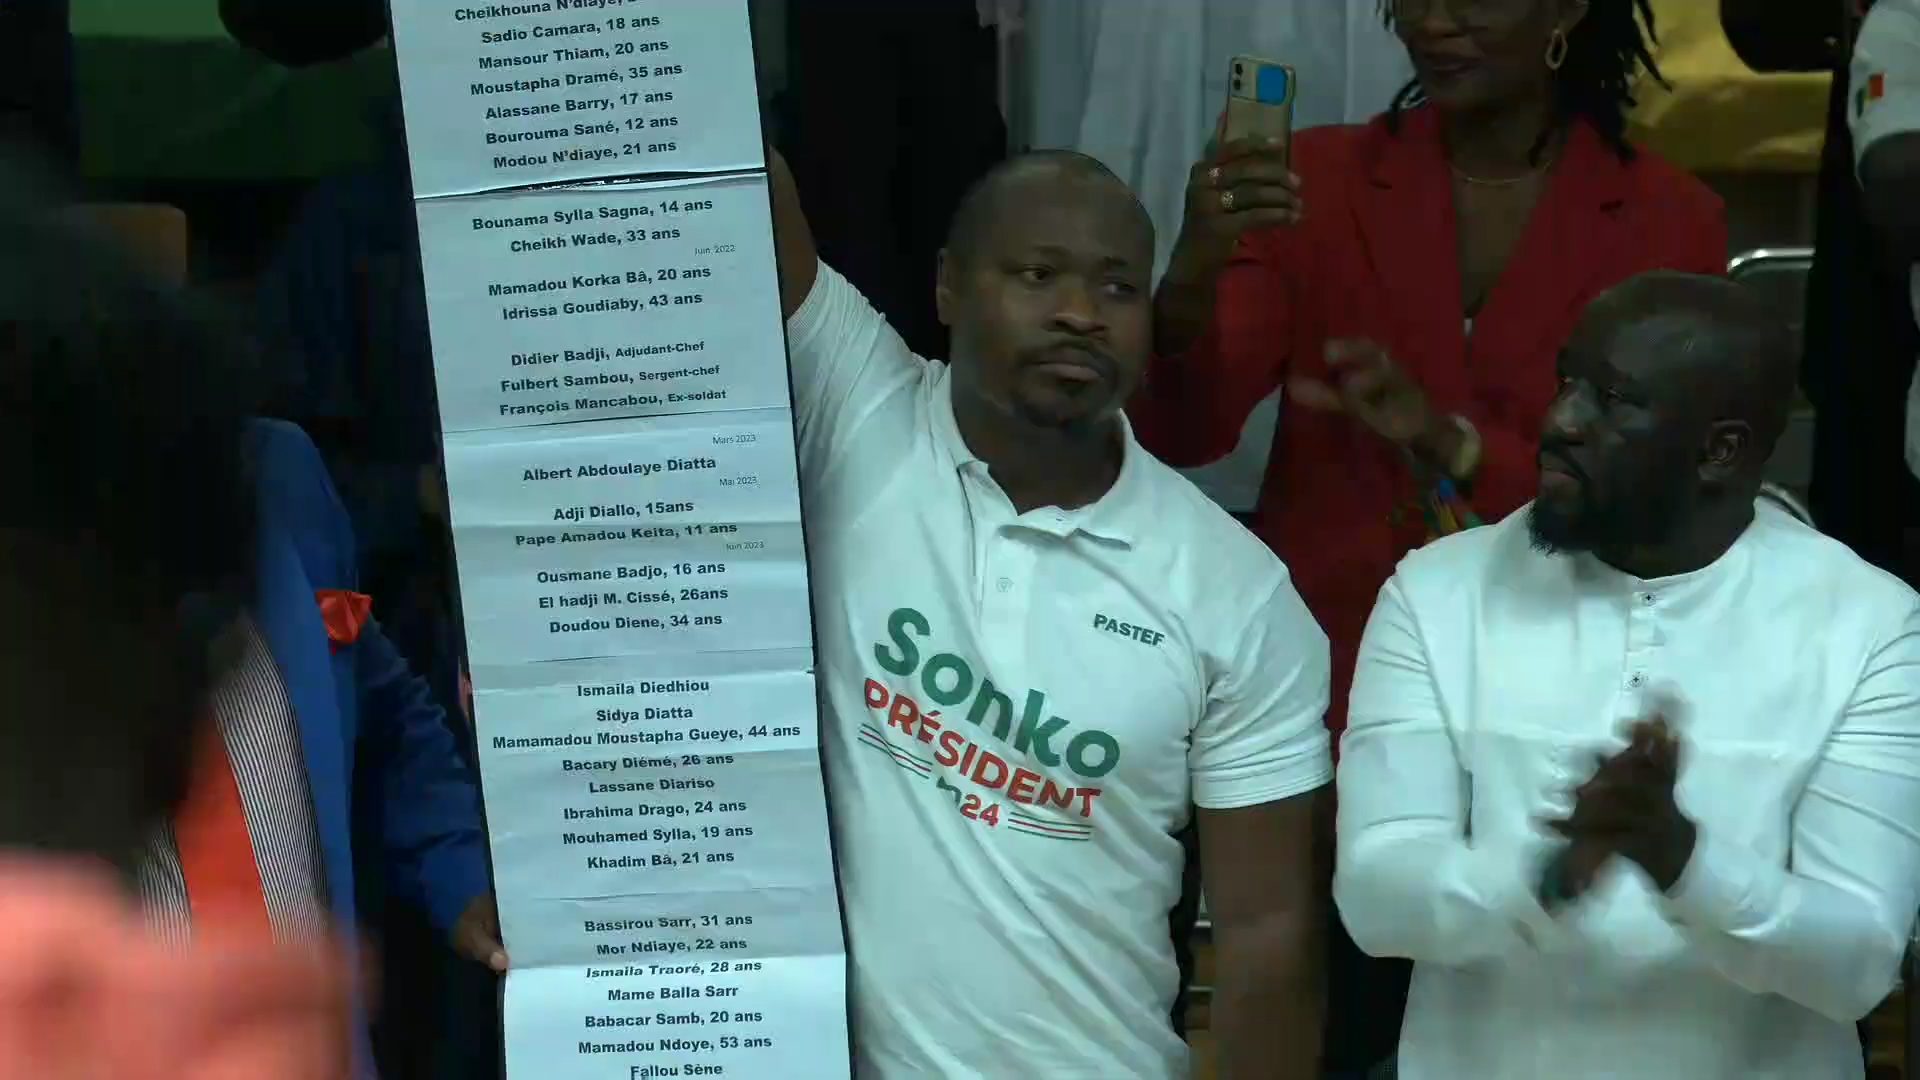 Cheikhouna N'diaye,
Sadio Camara, 18 ans
Mansour Thiam, 20 ans
Moustapha Dramé, 35 ans
Alassane Barry, 17 ans
Bourouma Sané, 12 ans
Modou N'diaye, 21 ans
Bounama Sylla Sagna, 14 ans
Cheikh Wade, 33 ans
Juin 2022
Mamadou Korka Bâ, 20 ans
Idrissa Goudiaby, 43 ans
Didier Badji, Adjudant-Chef
Fulbert Sambou, Sergent-chef
François Mancabou, Ex-soldat
Mars 2023
Albert Abdoulaye Diatta
Mai 2023
Adji Diallo, 15ans
Pape Amadou Keita, 11 ans
Juin 2023
Ousmane Badjo, 16 ans
El hadji M. Cissé, 26ans
Doudou Diene, 34 ans
Ismaila Diedhiou
Sidya Diatta
Mamamadou Moustapha Gueye, 44 ans
Bacary Diémé, 26 ans
Lassane Diariso
Ibrahima Drago, 24 ans
Mouhamed Sylla, 19 ans
Khadim Bâ, 21 ans
Bassirou Sarr, 31 ans
Mor Ndiaye, 22 ans
Ismaila Traoré, 28 ans
Mame Balla Sarr
Babacar Samb, 20 ans
Mamadou Ndoye, 53 ans
Fallou Sène
PASTEF
Sonko
PRÉSIDENT
24